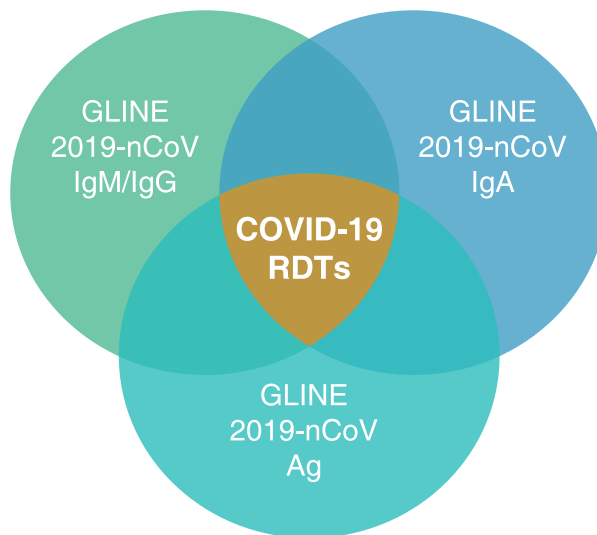 GLINE
2019-nCoV
IgM/IgG
GLINE
2019-nCoV
IgA
COVID-19
RDTs
GLINE
2019-nCoV
Ag